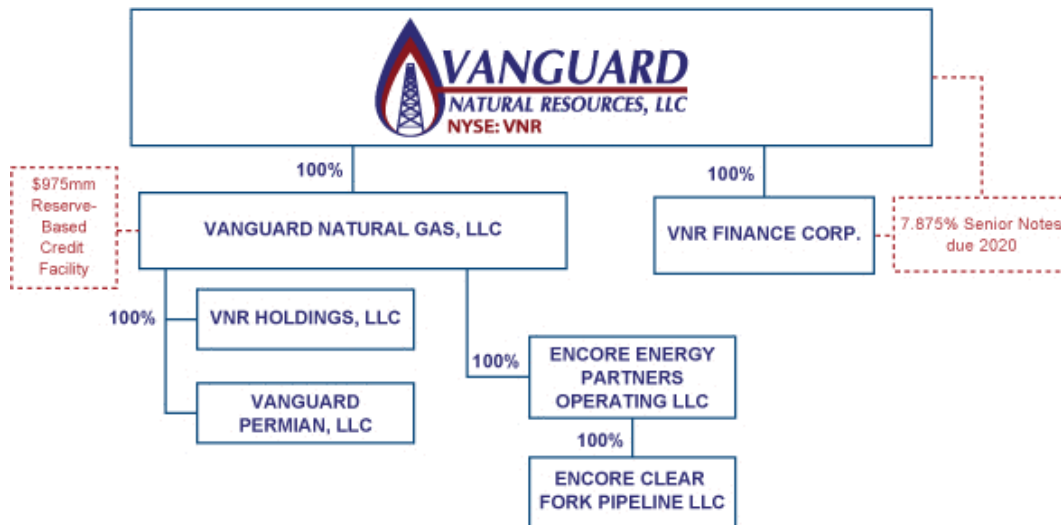 VANGUARD
NATURAL RESOURCES, LLC
NYSE: VNR
100%
100%
$975mm
Reserve-
Based
Credit
Facility
VANGUARD NATURAL GAS, LLC
VNR FINANCE CORP.
7.875% Senior Notes
due 2020
100%
VNR HOLDINGS, LLC
VANGUARD
PERMIAN, LLC
100%
ENCORE ENERGY
PARTNERS
OPERATING LLC
100%
ENCORE CLEAR
FORK PIPELINE LLC